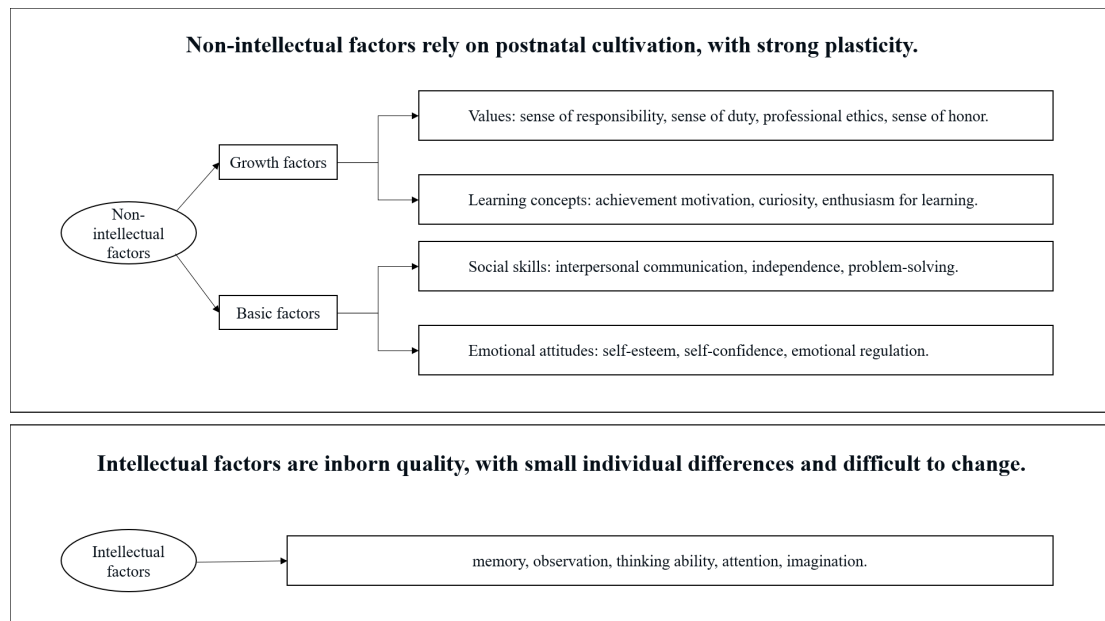 Non-intellectual factors rely on postnatal cultivation, with strong plasticity.
Values: sense of responsibility, sense of duty, professional ethics, sense of honor.
Growth factors
Learning concepts: achievement motivation, curiosity, enthusiasm for learning.
Non-
intellectual
factors
Social skills: interpersonal communication, independence, problem-solving.
Basic factors
Emotional attitudes: self-esteem, self-confidence, emotional regulation.
Intellectual factors are inborn quality, with small individual differences and difficult to change.
Intellectual
factors
memory, observation, thinking ability, attention, imagination.